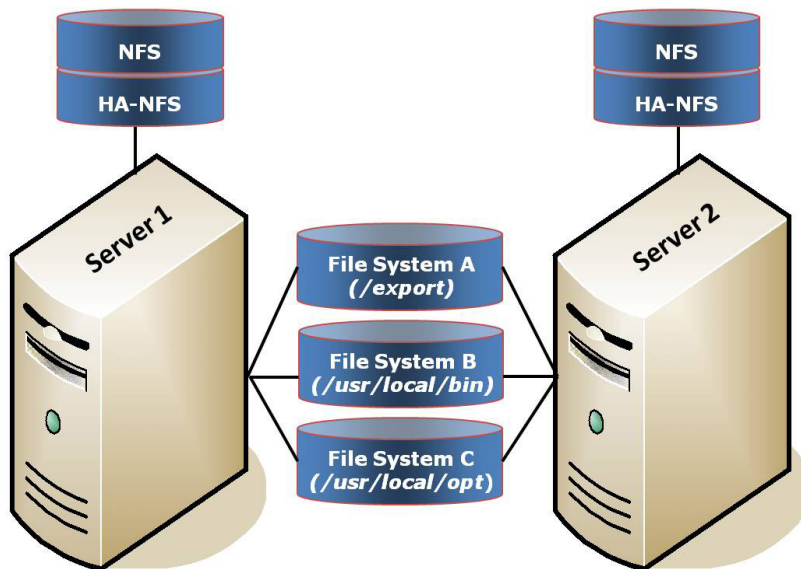 NFS
HA-NFS
NFS
HA-NFS
Server 1
Server 2
File System A
(/export)
File System B
(/usr/local/bin)
File System C
(/usr/local/opt)